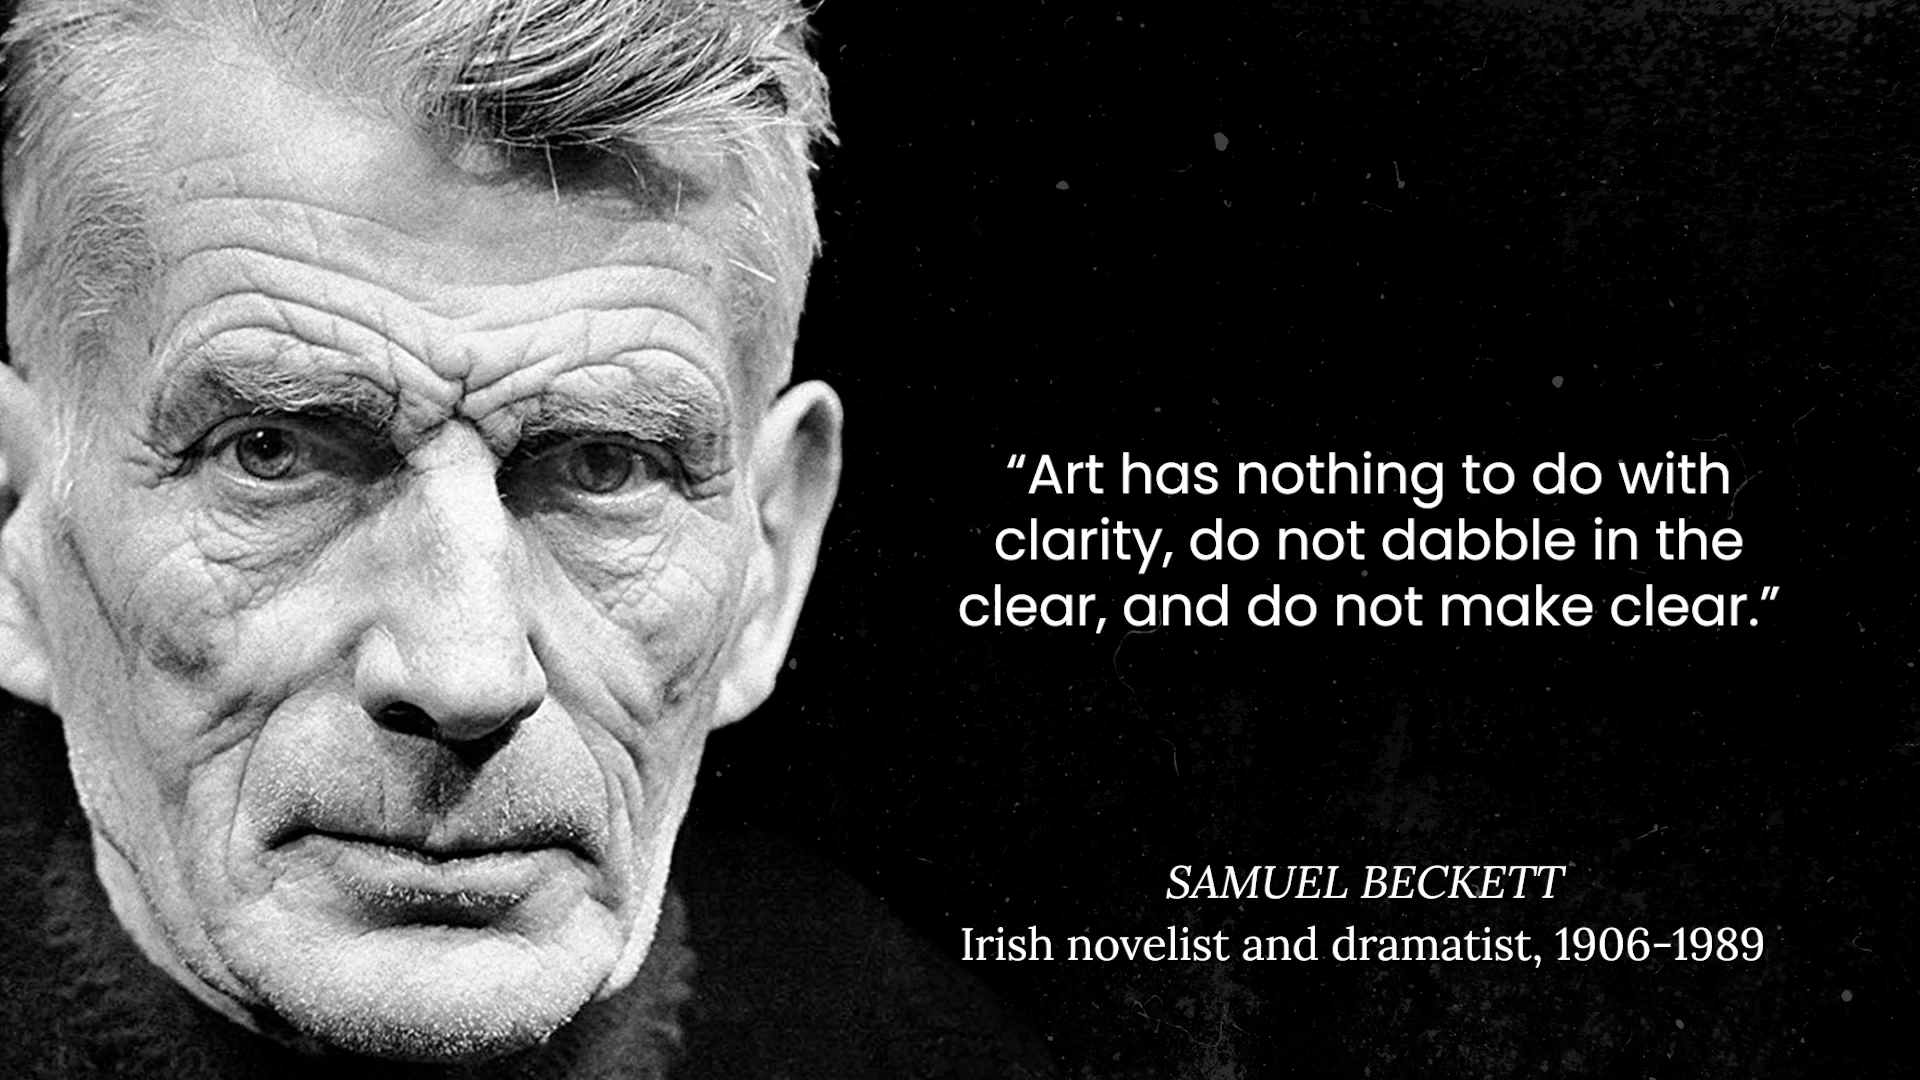 “Art has nothing to do with
clarity, do not dabble in the
clear, and do not make clear.”
SAMUEL BECKETT
Irish novelist and dramatist, 1906-1989